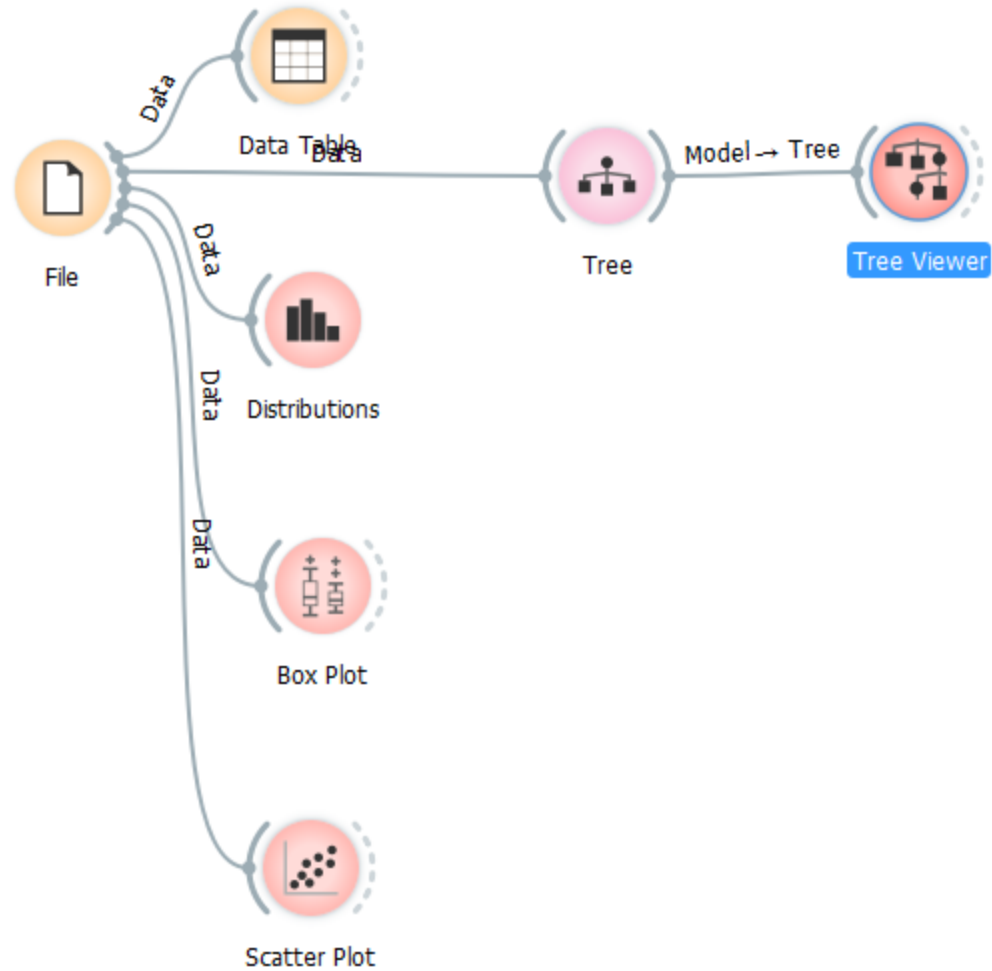 Data
Data Table
Data
Model → Tree
File
Tree
Tree Viewer
Data
Distributions
Data
Data
Box Plot
Scatter Plot